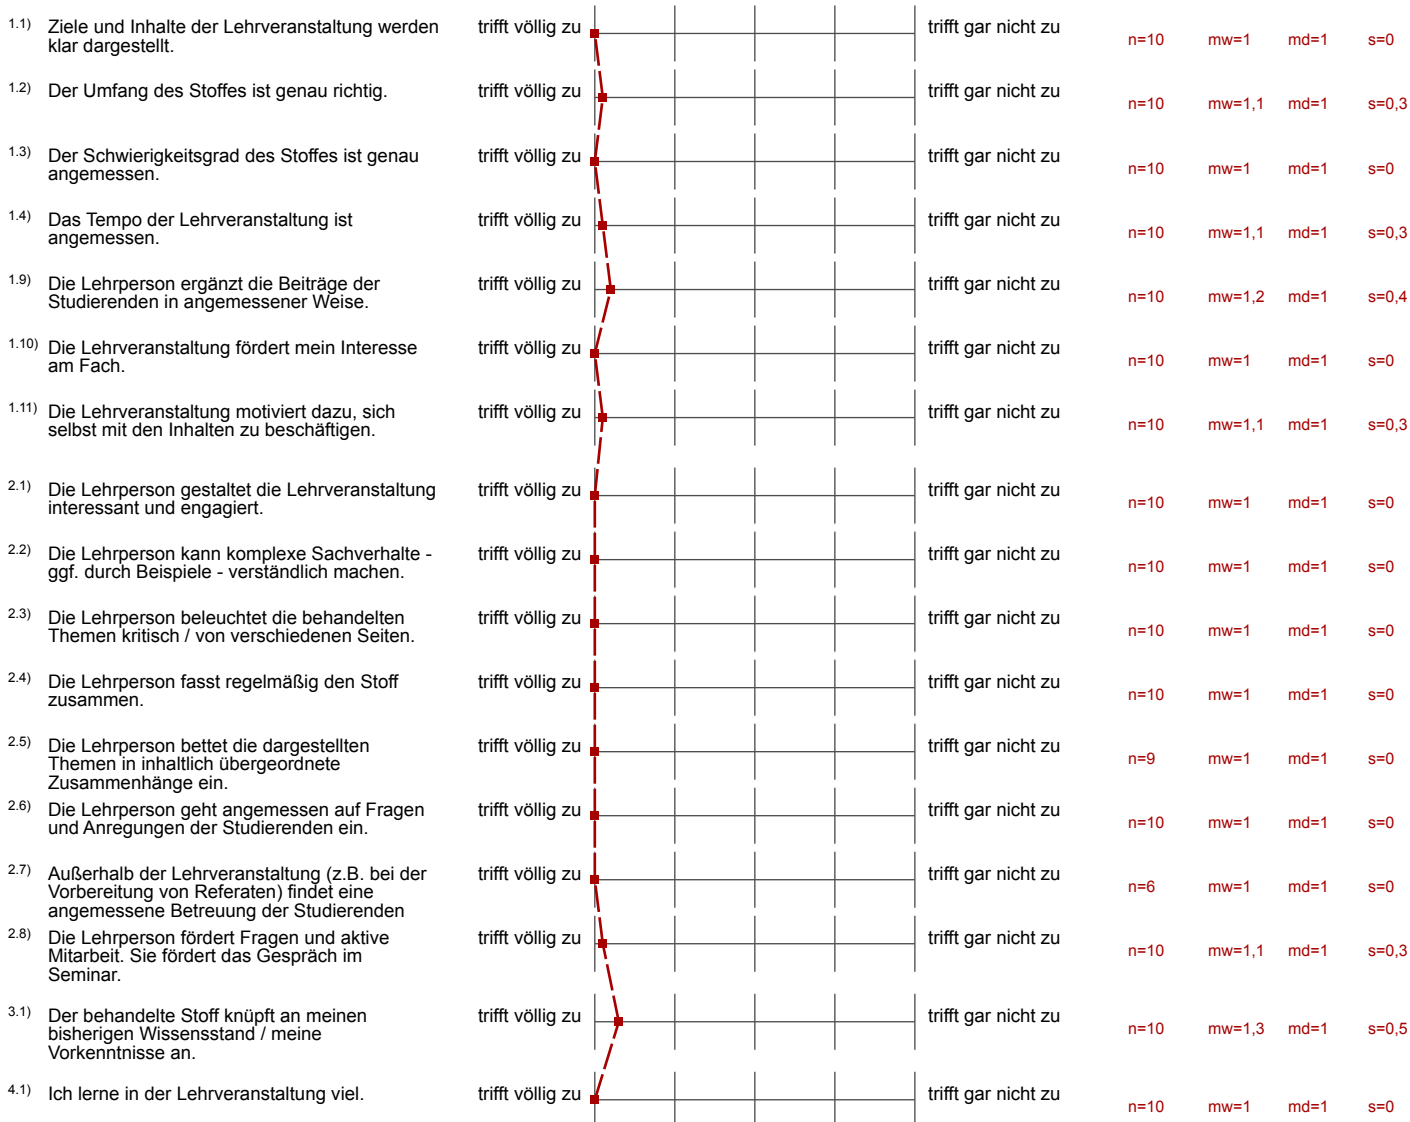 1.1) Ziele und Inhalte der Lehrveranstaltung werden trifft völlig zu trifft gar nicht zu
klar dargestellt. n=10 mw=1 md=1 s=0
1.2) Der Umfang des Stoffes ist genau richtig. trifft völlig zu trifft gar nicht zu
n=10 mw=1,1 md=1 s=0,3
1.3) Der Schwierigkeitsgrad des Stoffes ist genau trifft völlig zu trifft gar nicht zu
angemessen. n=10 mw=1 md=1 s=0
1.4) Das Tempo der Lehrveranstaltung ist trifft völlig zu trifft gar nicht zu
angemessen. n=10 mw=1,1 md=1 s=0,3
1.9) Die Lehrperson ergänzt die Beiträge der trifft völlig zu trifft gar nicht zu
Studierenden in angemessener Weise. n=10 mw=1,2 md=1 s=0,4
1.10) Die Lehrveranstaltung fördert mein Interesse trifft völlig zu trifft gar nicht zu
am Fach. n=10 mw=1 md=1 s=0
1.11) Die Lehrveranstaltung motiviert dazu, sich trifft völlig zu trifft gar nicht zu
selbst mit den Inhalten zu beschäftigen. n=10 mw=1,1 md=1 s=0,3
2.1) Die Lehrperson gestaltet die Lehrveranstaltung trifft völlig zu trifft gar nicht zu
interessant und engagiert. n=10 mw=1 md=1 s=0
2.2) Die Lehrperson kann komplexe Sachverhalte - trifft völlig zu trifft gar nicht zu
ggf. durch Beispiele - verständlich machen. n=10 mw=1 md=1 s=0
2.3) Die Lehrperson beleuchtet die behandelten trifft völlig zu trifft gar nicht zu
Themen kritisch / von verschiedenen Seiten. n=10 mw=1 md=1 s=0
2.4) Die Lehrperson fasst regelmäßig den Stoff trifft völlig zu trifft gar nicht zu
zusammen. n=10 mw=1 md=1 s=0
2.5) Die Lehrperson bettet die dargestellten trifft völlig zu trifft gar nicht zu
Themen in inhaltlich übergeordnete n=9 mw=1 md=1 s=0
Zusammenhänge ein.
2.6) Die Lehrperson geht angemessen auf Fragen trifft völlig zu trifft gar nicht zu
und Anregungen der Studierenden ein. n=10 mw=1 md=1 s=0
2.7) Außerhalb der Lehrveranstaltung (z.B. bei der trifft völlig zu trifft gar nicht zu
Vorbereitung von Referaten) findet eine n=6 mw=1 md=1 s=0
angemessene Betreuung der Studierenden
2.8) Die Lehrperson fördert Fragen und aktive trifft völlig zu trifft gar nicht zu
Mitarbeit. Sie fördert das Gespräch im n=10 mw=1,1 md=1 s=0,3
Seminar.
3.1) Der behandelte Stoff knüpft an meinen trifft völlig zu trifft gar nicht zu
bisherigen Wissensstand / meine n=10 mw=1,3 md=1 s=0,5
Vorkenntnisse an.
4.1) Ich lerne in der Lehrveranstaltung viel. trifft völlig zu trifft gar nicht zu
n=10 mw=1 md=1 s=0